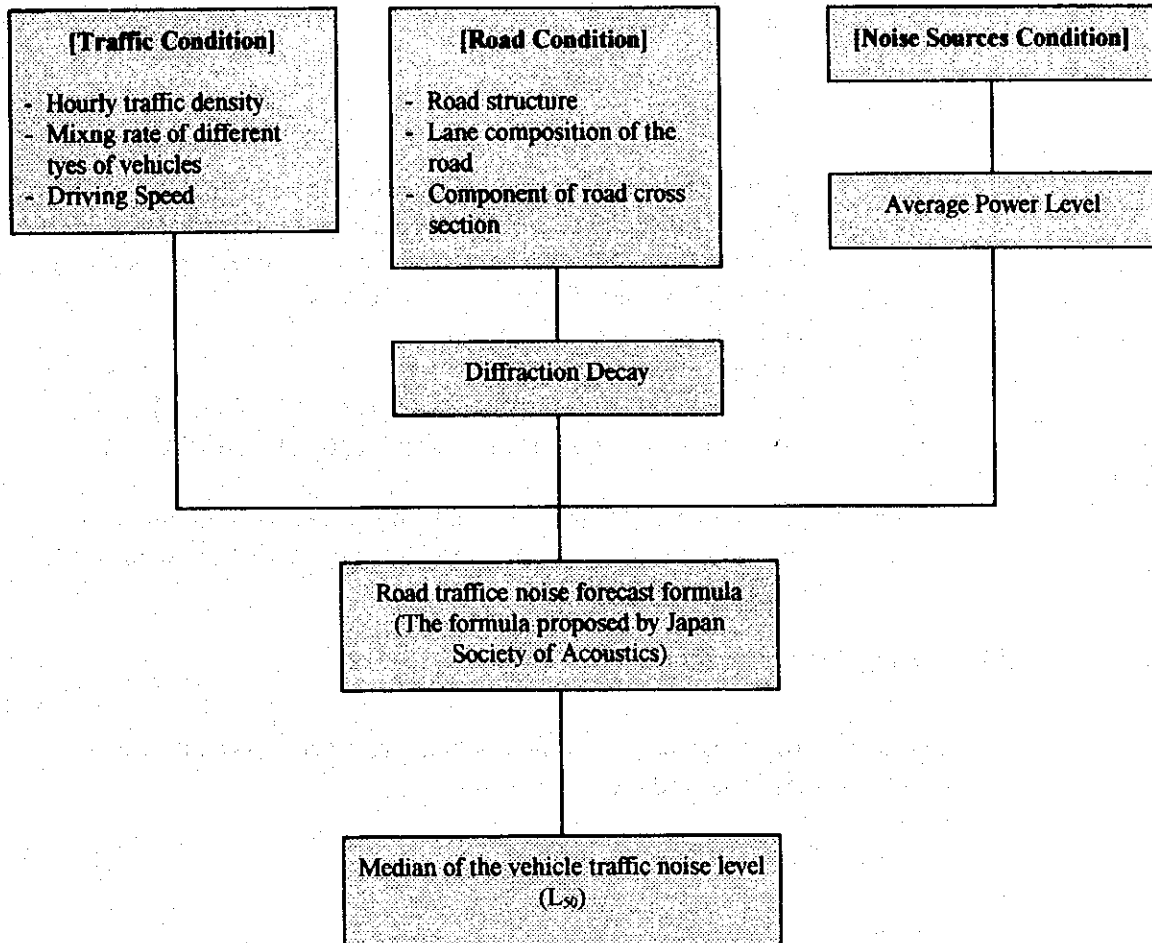 [Traffic Condition]
- Hourly traffic density
- Mixng rate of different
tyes of vehicles
- Driving Speed
[Road Condition]
- Road structure
- Lane composition of the
road
- Component of road cross
section
[Noise Sources Condition]
Average Power Level
Diffraction Decay
Road traffice noise forecast formula
(The formula proposed by Japan
Society of Acoustics)
Median of the vehicle traffic noise level
(L50)